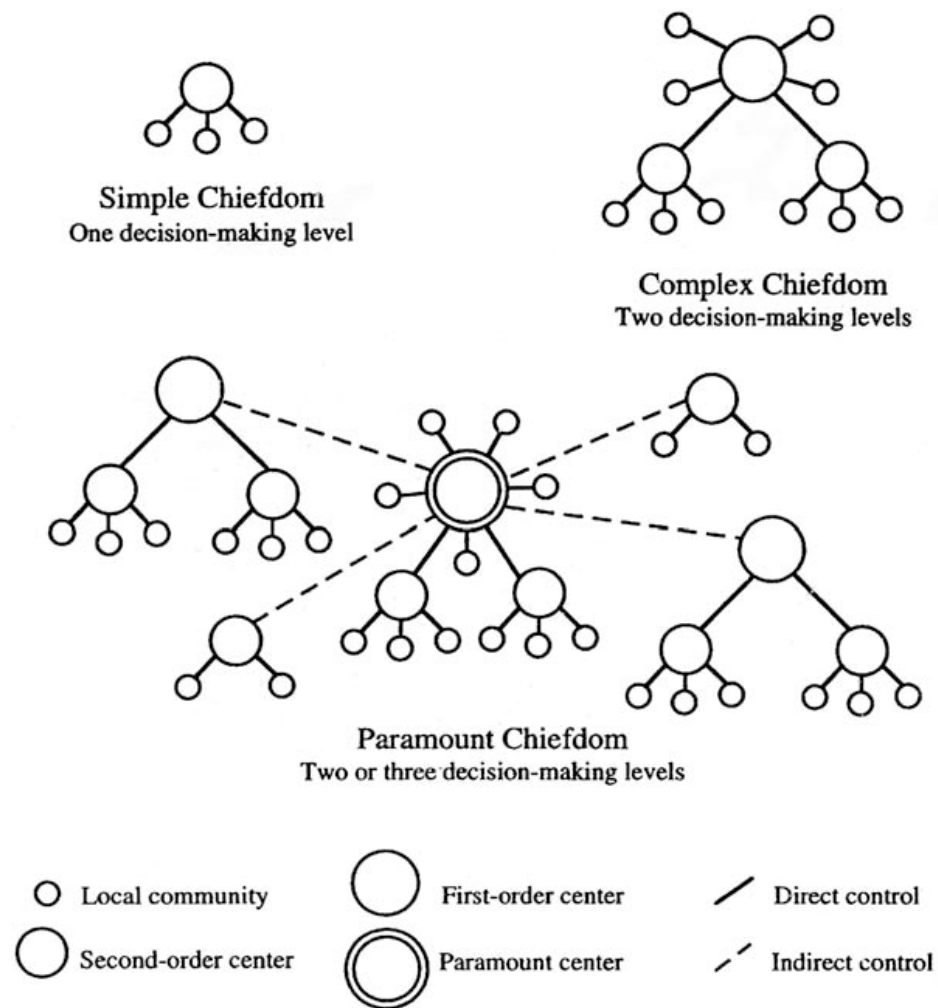 Simple Chiefdom
One decision-making level
Complex Chiefdom
Two decision-making levels
Paramount Chiefdom
Two or three decision-making levels
Local community
First-order center
Direct control
Second-order center
Paramount center
Indirect control